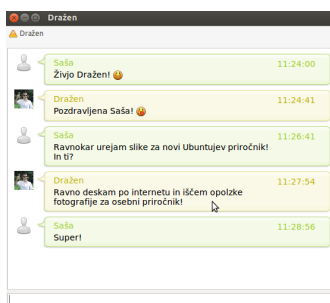 Dražen
Dražen
Saša 11:24:00
Živjo Dražen!
Dražen 11:24:41
Pozdravljena Saša!
Saša 11:26:41
Ravnokar urejam slike za novi Ubuntujev priročnik!
In ti?
Dražen 11:27:54
Ravno deskam po internetu in iščem opolzke
fotografije za osebni priročnik!
Saša 11:28:56
Super!